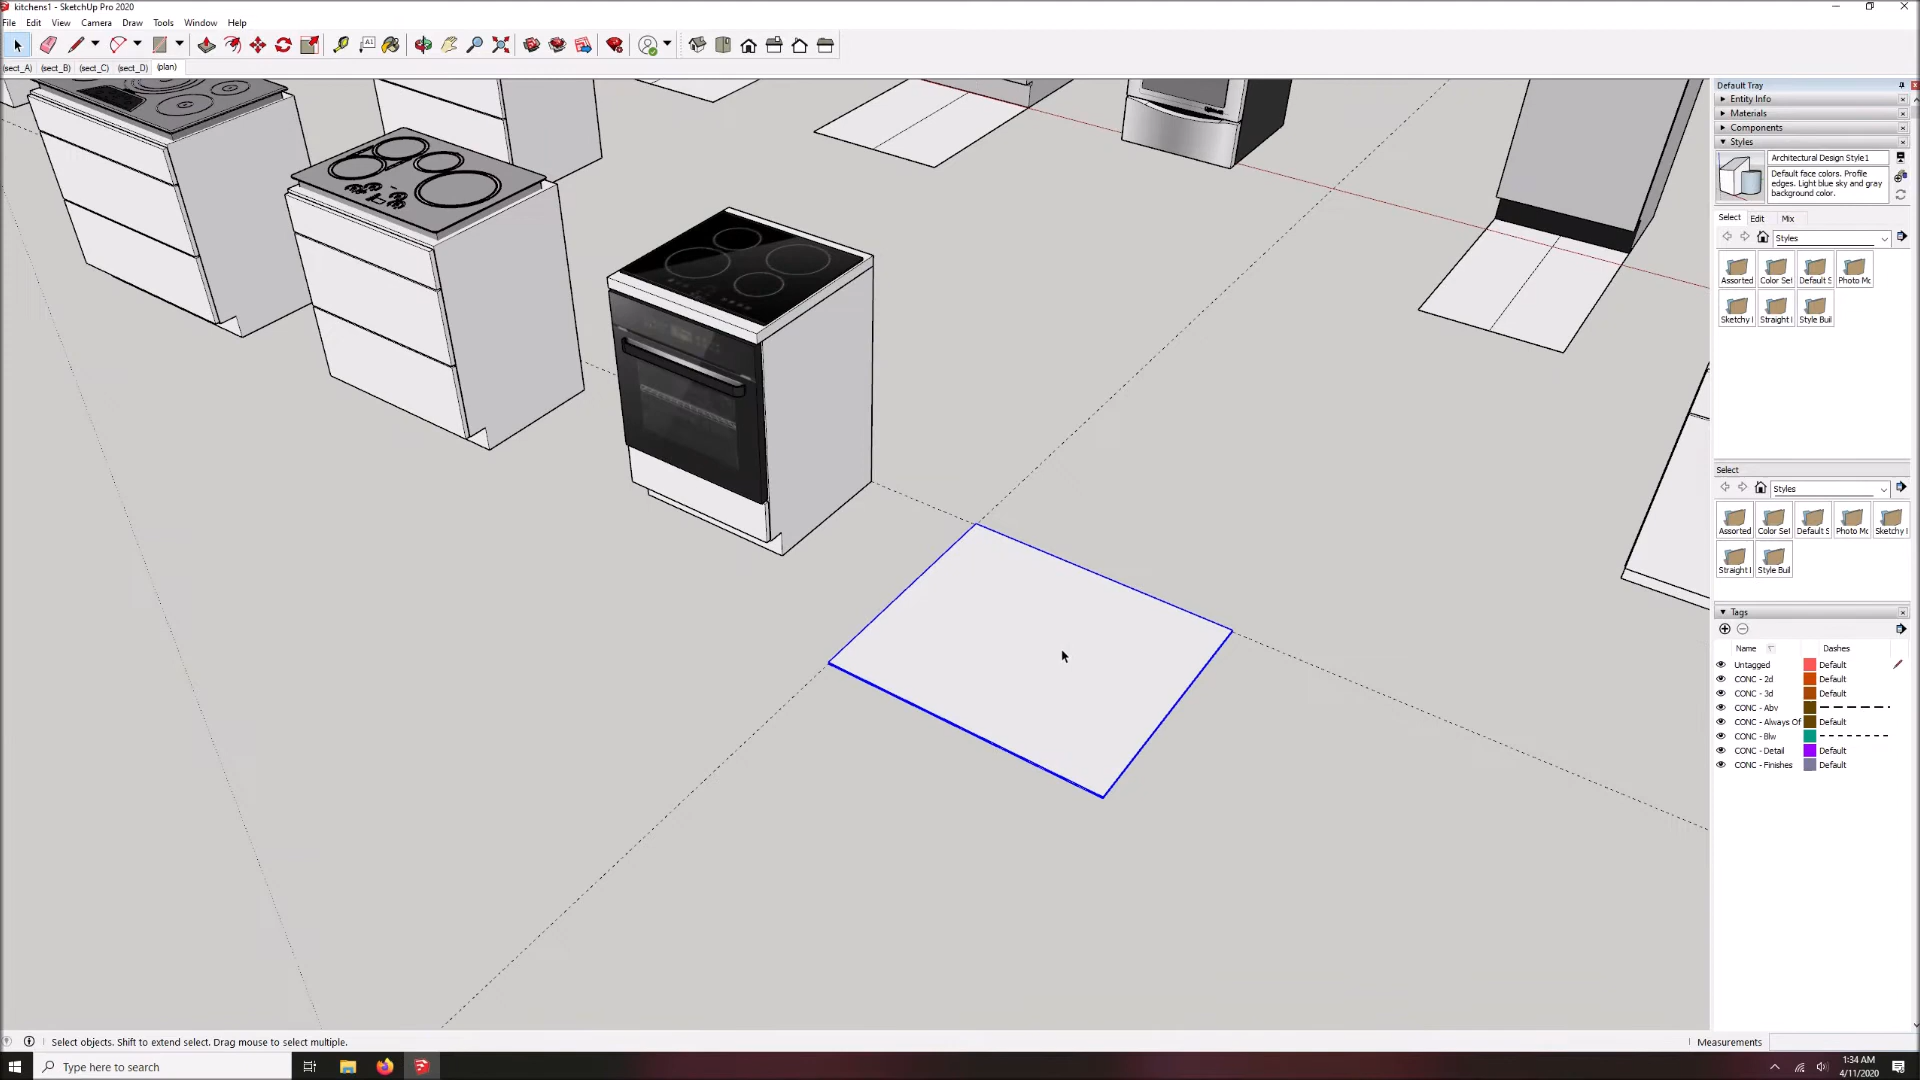 kitchens1 - SketchUp Pro 2020
File Edit View Camera Draw Tools Window Help
(sect_A) (sect_B) (sect_C) (sect_D) (plan)
Default Tray
Entity Info
Materials
Components
Styles
Architectural Design Style1
Default face colors. Profile
edges. Light blue sky and gray
background color.
Select Edit Mix
Styles
Assorted Color Set Default S Photo Mo
Sketchy I Straight I Style Buil
Select
Styles
Assorted Color Set Default S Photo Mo Sketchy I
Straight I Style Buil
Tags
Name Dashes
Untagged Default
CONC - 2d Default
CONC - 3d Default
CONC - Abv
CONC - Always Of Default
CONC - Blw
CONC - Detail Default
CONC - Finishes Default
Select objects. Shift to extend select. Drag mouse to select multiple.
Measurements
Type here to search
1:34 AM
4/11/2020